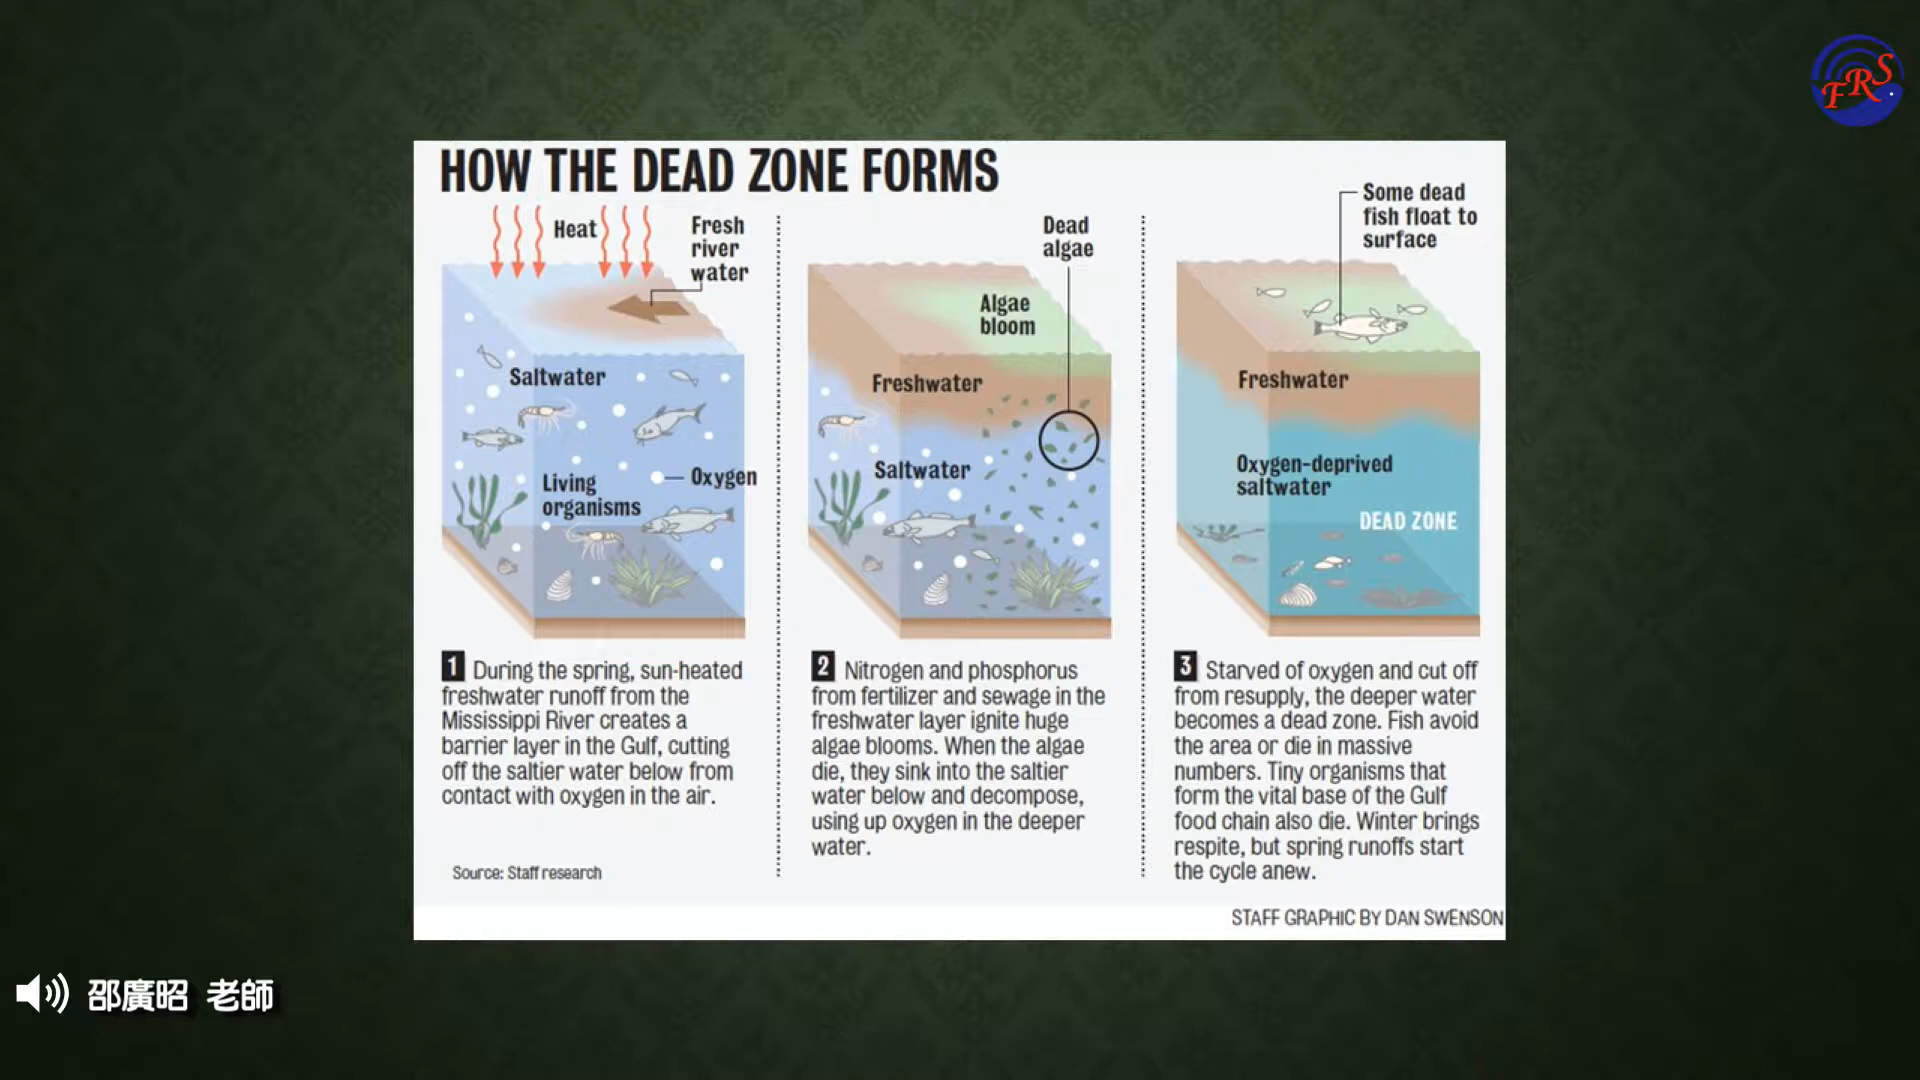 FRS
HOW THE DEAD ZONE FORMS
Heat
Fresh
river
water
Saltwater
Living
organisms
Oxygen
1 During the spring, sun-heated
freshwater runoff from the
Mississippi River creates a
barrier layer in the Gulf, cutting
off the saltier water below from
contact with oxygen in the air.
Source: Staff research
Dead
algae
Algae
bloom
Freshwater
Saltwater
2 Nitrogen and phosphorus
from fertilizer and sewage in the
freshwater layer ignite huge
algae blooms. When the algae
die, they sink into the saltier
water below and decompose,
using up oxygen in the deeper
water.
Some dead
fish float to
surface
Freshwater
Oxygen-deprived
saltwater
DEAD ZONE
3 Starved of oxygen and cut off
from resupply, the deeper water
becomes a dead zone. Fish avoid
the area or die in massive
numbers. Tiny organisms that
form the vital base of the Gulf
food chain also die. Winter brings
respite, but spring runoffs start
the cycle anew.
STAFF GRAPHIC BY DAN SWENSON
邵廣昭 老師